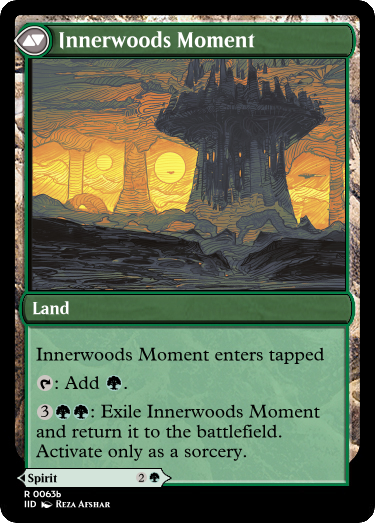 Innerwoods Moment
Land
Innerwoods Moment enters tapped
: Add .
3: Exile Innerwoods Moment
and return it to the battlefield.
Activate only as a sorcery.
Spirit 2
R 0063b
IID Reza Afshar